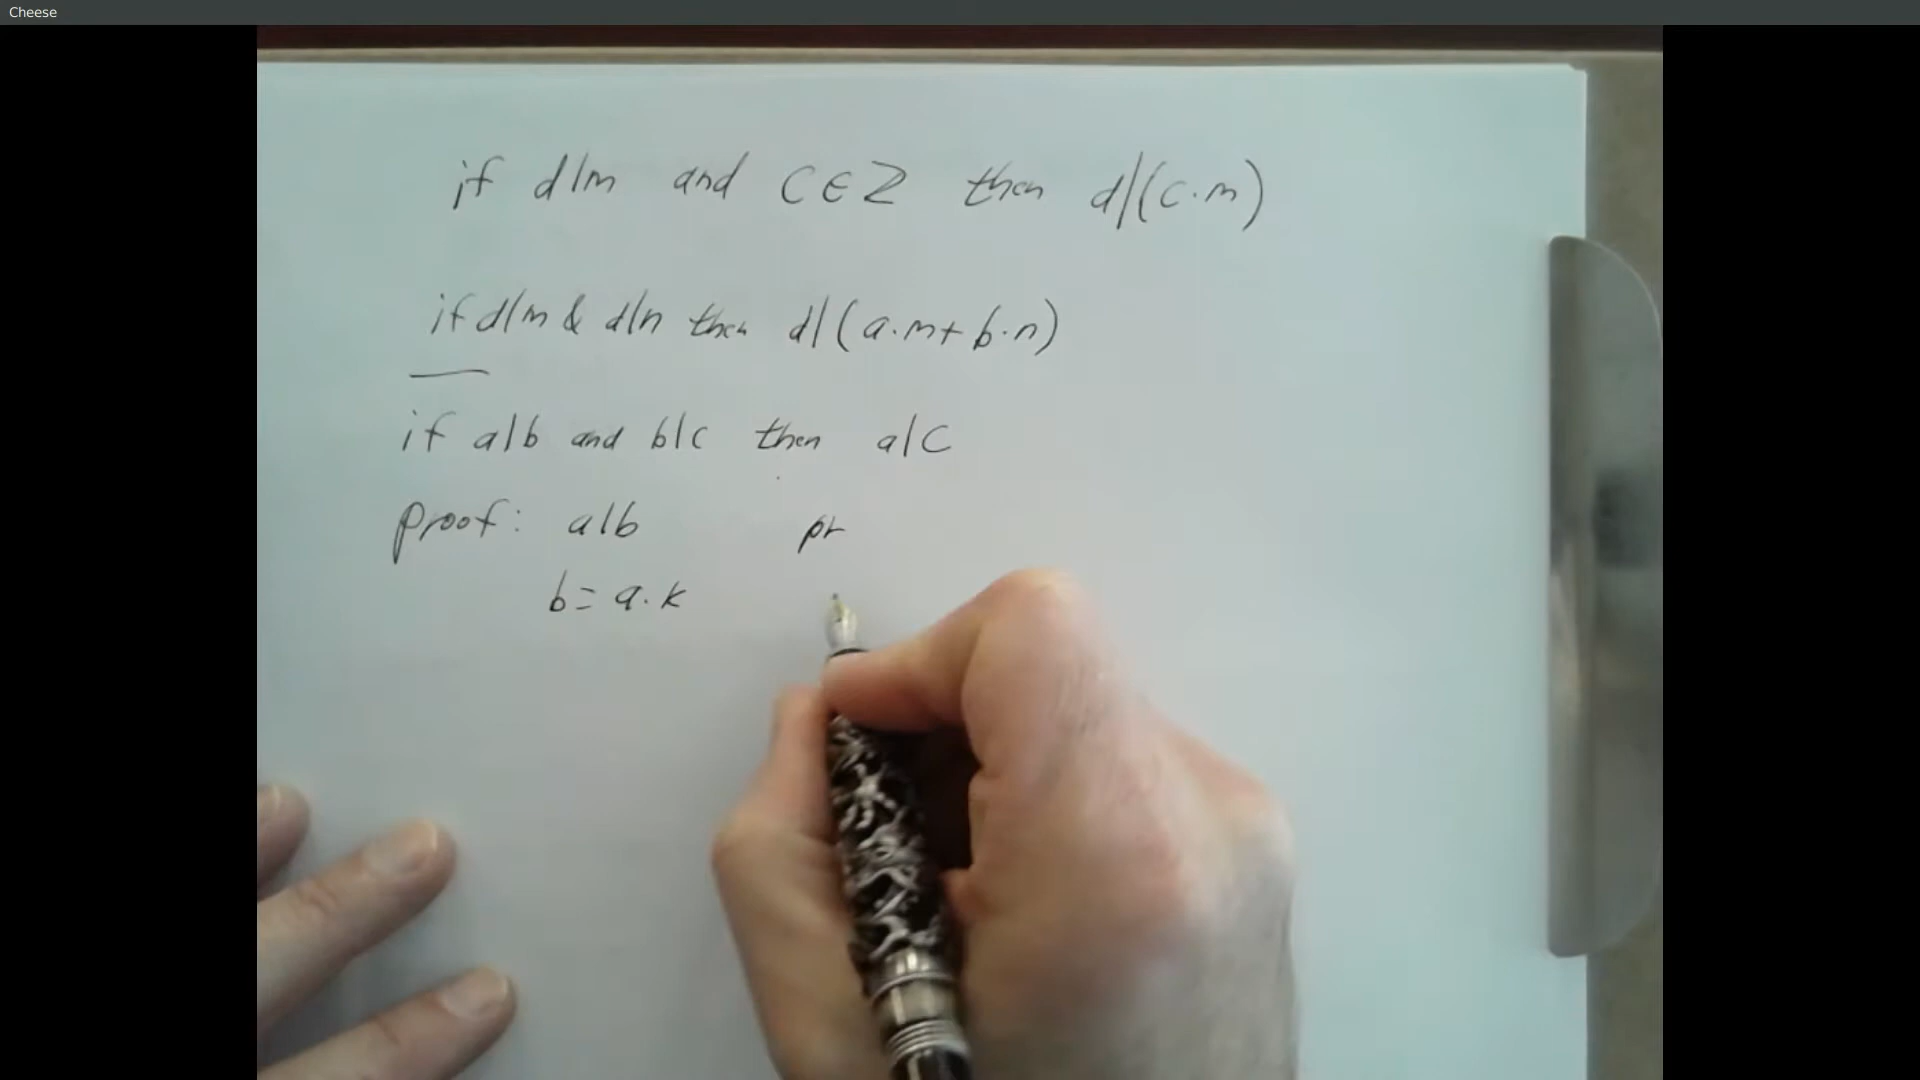 Cheese
if d|m and C∈Z then d|(c·m)
if d|m & d|n then d|(a·m+b·n)
if a|b and b|c then a|c
proof: a|b pr
b= a·k